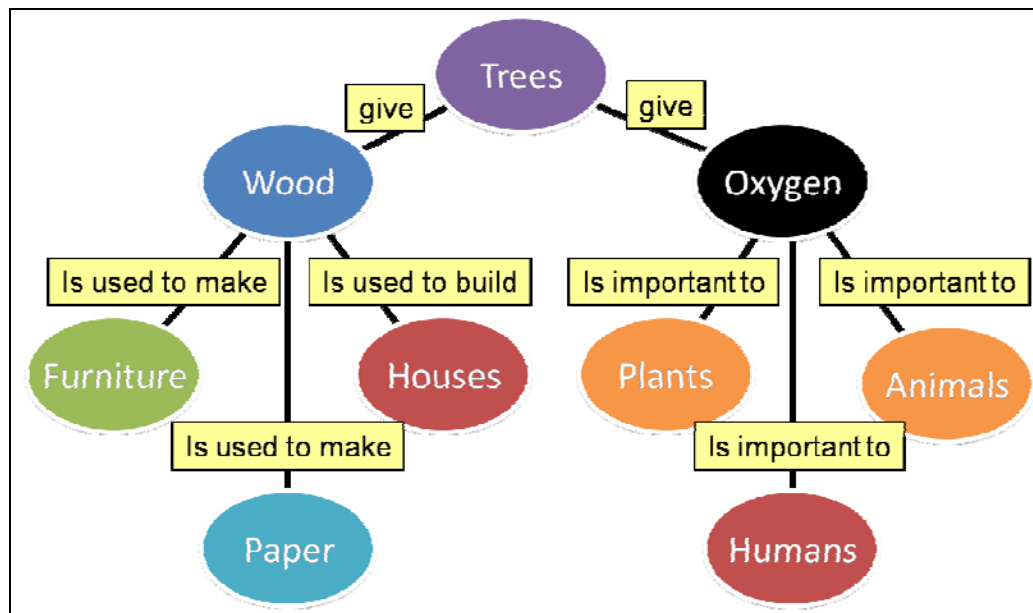 Trees
give
give
Wood
Oxygen
Is used to make
Is used to build
Is important to
Is important to
Furniture
Houses
Plants
Animals
Is used to make
Is important to
Paper
Humans